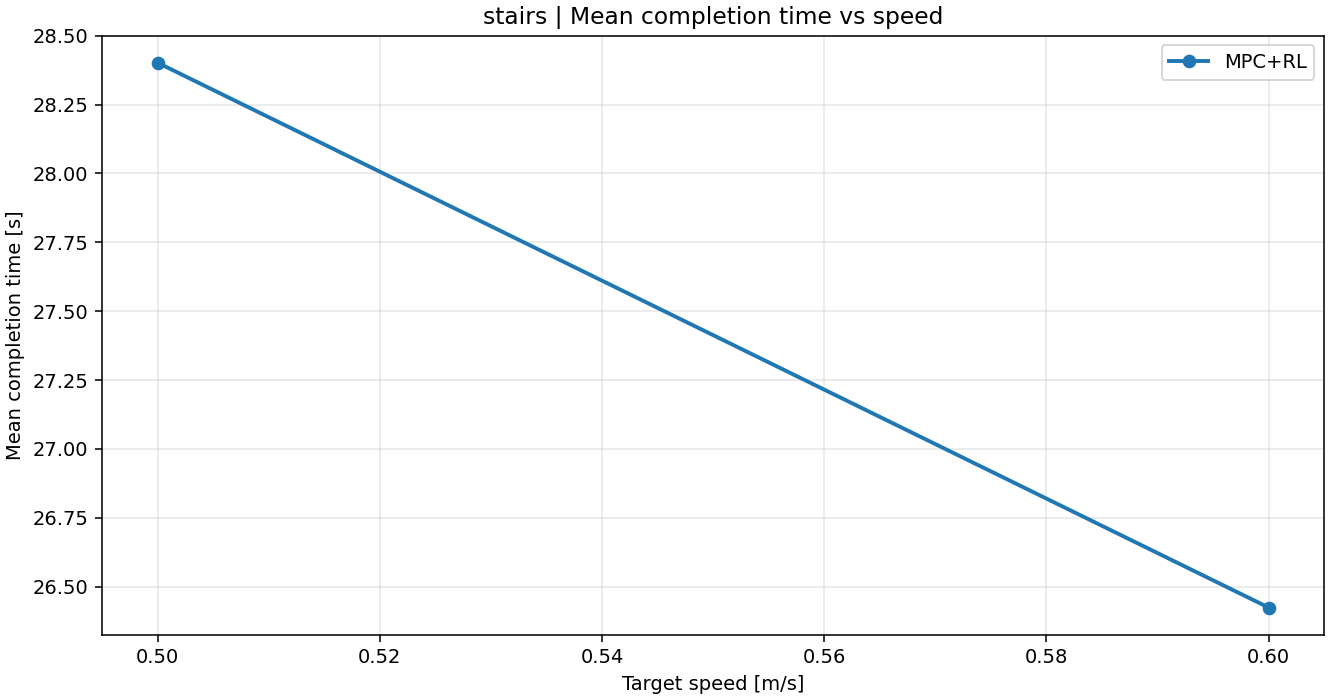 stairs | Mean completion time vs speed
MPC+RL
Mean completion time [s]
28.50
28.25
28.00
27.75
27.50
27.25
27.00
26.75
26.50
0.50 0.52 0.54 0.56 0.58 0.60
Target speed [m/s]